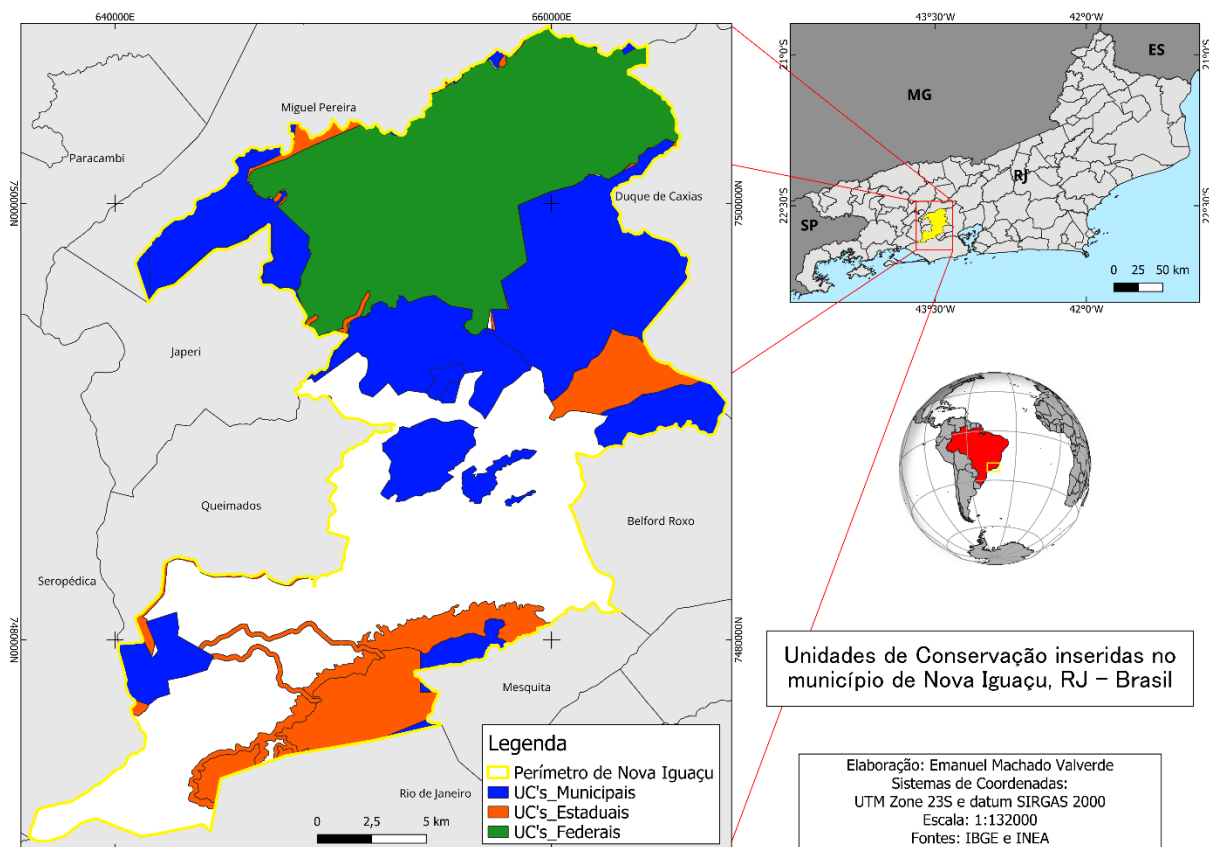 640000E
660000E
Miguel Pereira
Paracambi
7500000N
Duque de Caxias
7500000N
Japeri
Queimados
Belford Roxo
Seropédica
7480000N
7480000N
Mesquita
Rio de Janeiro
0 2,5 5 km
Legenda
Perímetro de Nova Iguaçu
UC's_Municipais
UC's_Estaduais
UC's_Federais
43°30'W
42°0'W
21°0'S
21°0'S
ES
MG
RJ
22°30'S
22°30'S
SP
0 25 50 km
43°30'W
42°0'W
Unidades de Conservação inseridas no
município de Nova Iguaçu, RJ - Brasil
Elaboração: Emanuel Machado Valverde
Sistemas de Coordenadas:
UTM Zone 23S e datum SIRGAS 2000
Escala: 1:132000
Fontes: IBGE e INEA